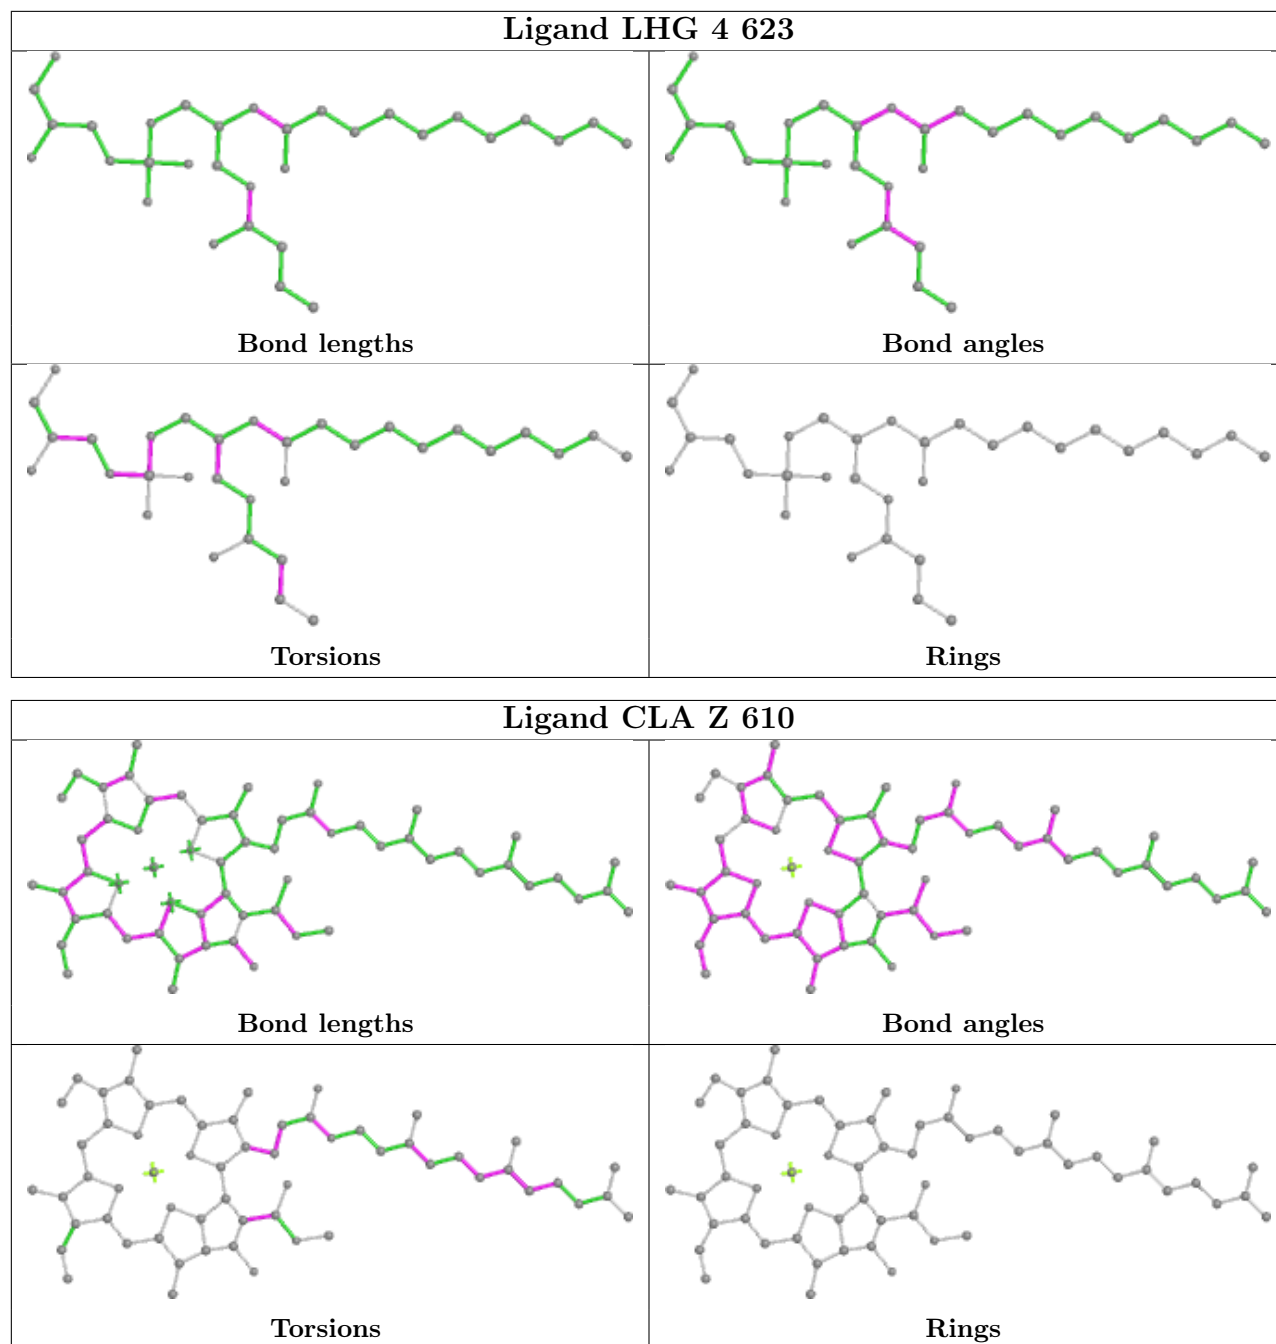 Ligand LHG 4 623
Bond lengths
Bond angles
Torsions
Rings
Ligand CLA Z 610
Bond lengths
Bond angles
Torsions
Rings